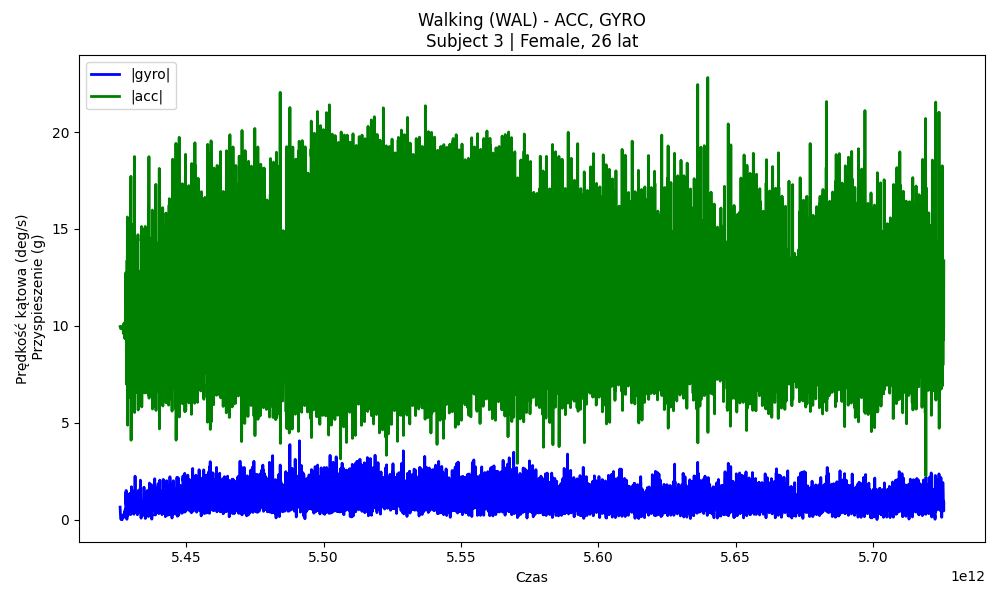 Walking (WAL) - ACC, GYRO
Subject 3 | Female, 26 lat
|gyro|
|acc|
Prędkość kątowa (deg/s)
Przyspieszenie (g)
20
15
10
5
0
5.45 5.50 5.55 5.60 5.65 5.70
1e12
Czas